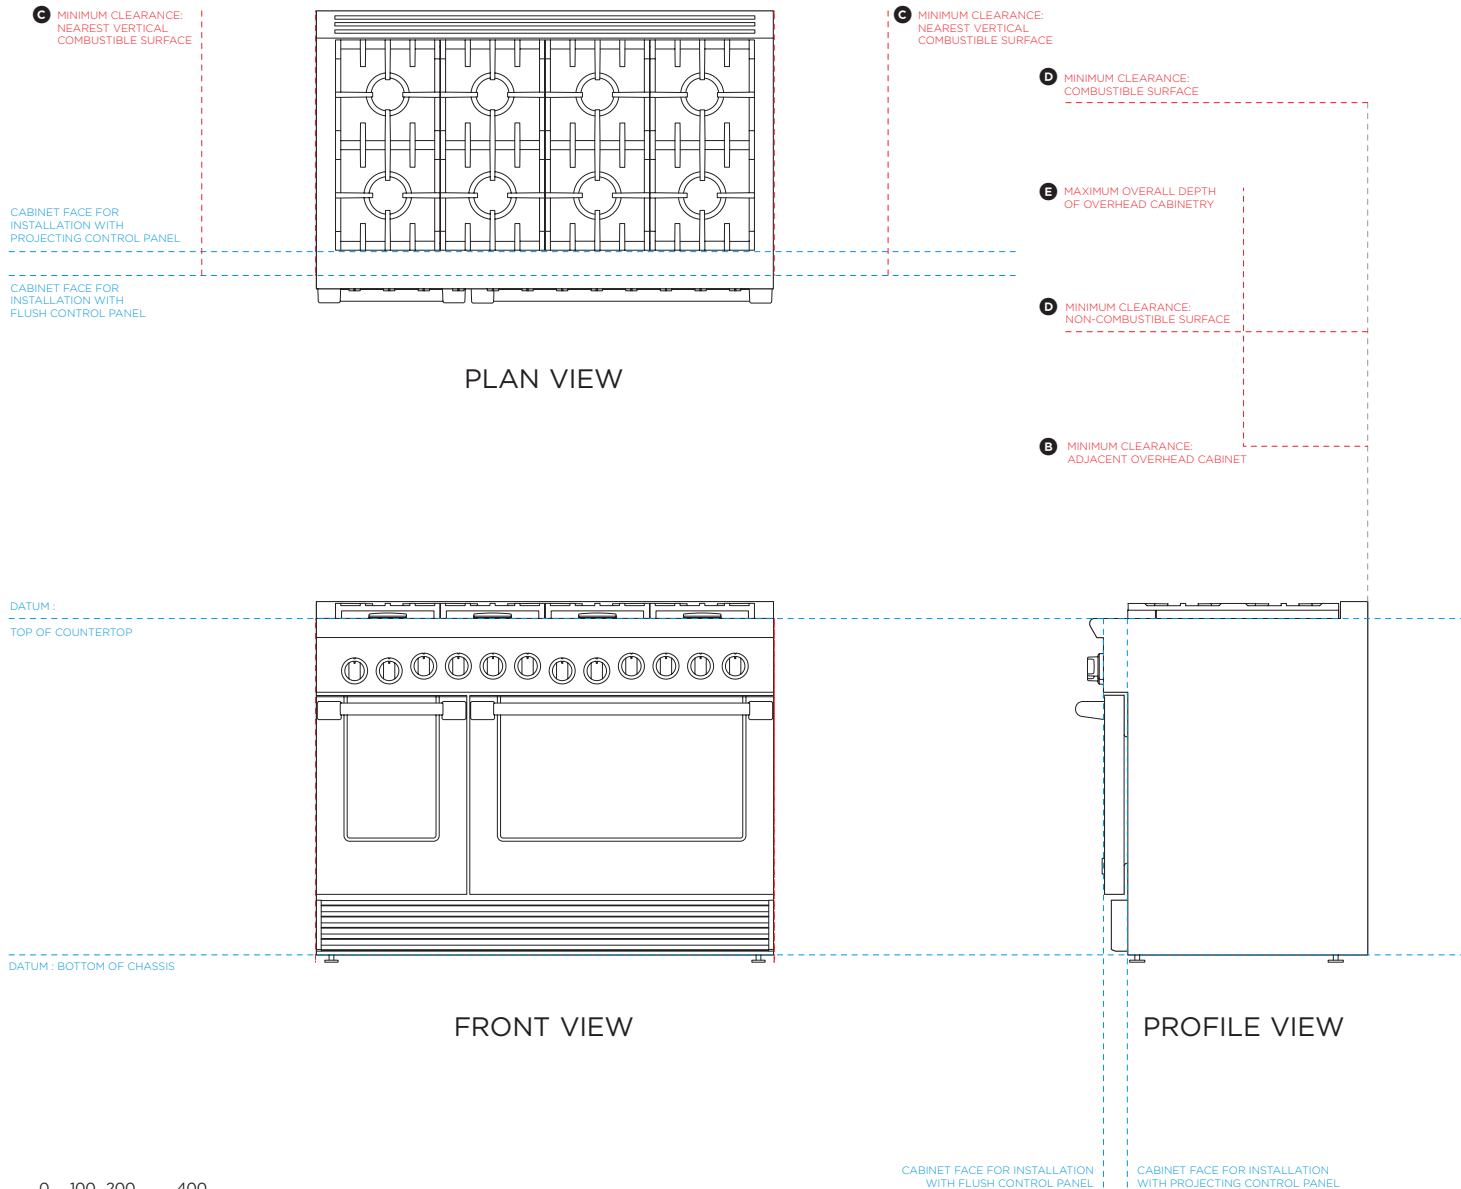 C MINIMUM CLEARANCE:
NEAREST VERTICAL
COMBUSTIBLE SURFACE
C MINIMUM CLEARANCE:
NEAREST VERTICAL
COMBUSTIBLE SURFACE
D MINIMUM CLEARANCE:
COMBUSTIBLE SURFACE
E MAXIMUM OVERALL DEPTH
OF OVERHEAD CABINETRY
CABINET FACE FOR
INSTALLATION WITH
PROJECTING CONTROL PANEL
CABINET FACE FOR
INSTALLATION WITH
FLUSH CONTROL PANEL
D MINIMUM CLEARANCE:
NON-COMBUSTIBLE SURFACE
PLAN VIEW
B MINIMUM CLEARANCE:
ADJACENT OVERHEAD CABINET
DATUM :
TOP OF COUNTERTOP
DATUM : BOTTOM OF CHASSIS
FRONT VIEW
PROFILE VIEW
CABINET FACE FOR INSTALLATION
WITH FLUSH CONTROL PANEL
CABINET FACE FOR INSTALLATION
WITH PROJECTING CONTROL PANEL
0 100 200 400